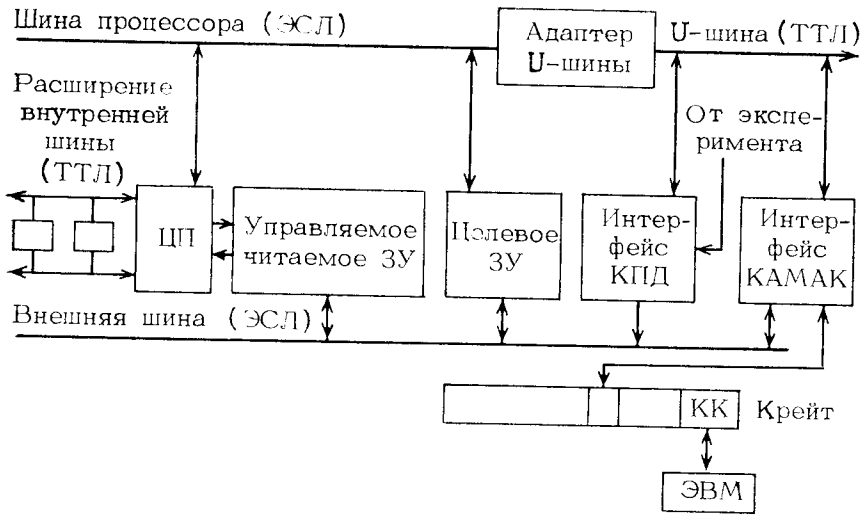 Шина процессора (ЭСЛ)
Адаптер
U-шины
U-шина (ТТЛ)
Расширение
внутренней
шины
(ТТЛ)
От экспе-
римента
ЦП
Управляемое
читаемое ЗУ
Целевое
ЗУ
Интер-
фейс
КПД
Интер-
фейс
КАМАК
Внешняя шина (ЭСЛ)
КК
Крейт
ЭВМ